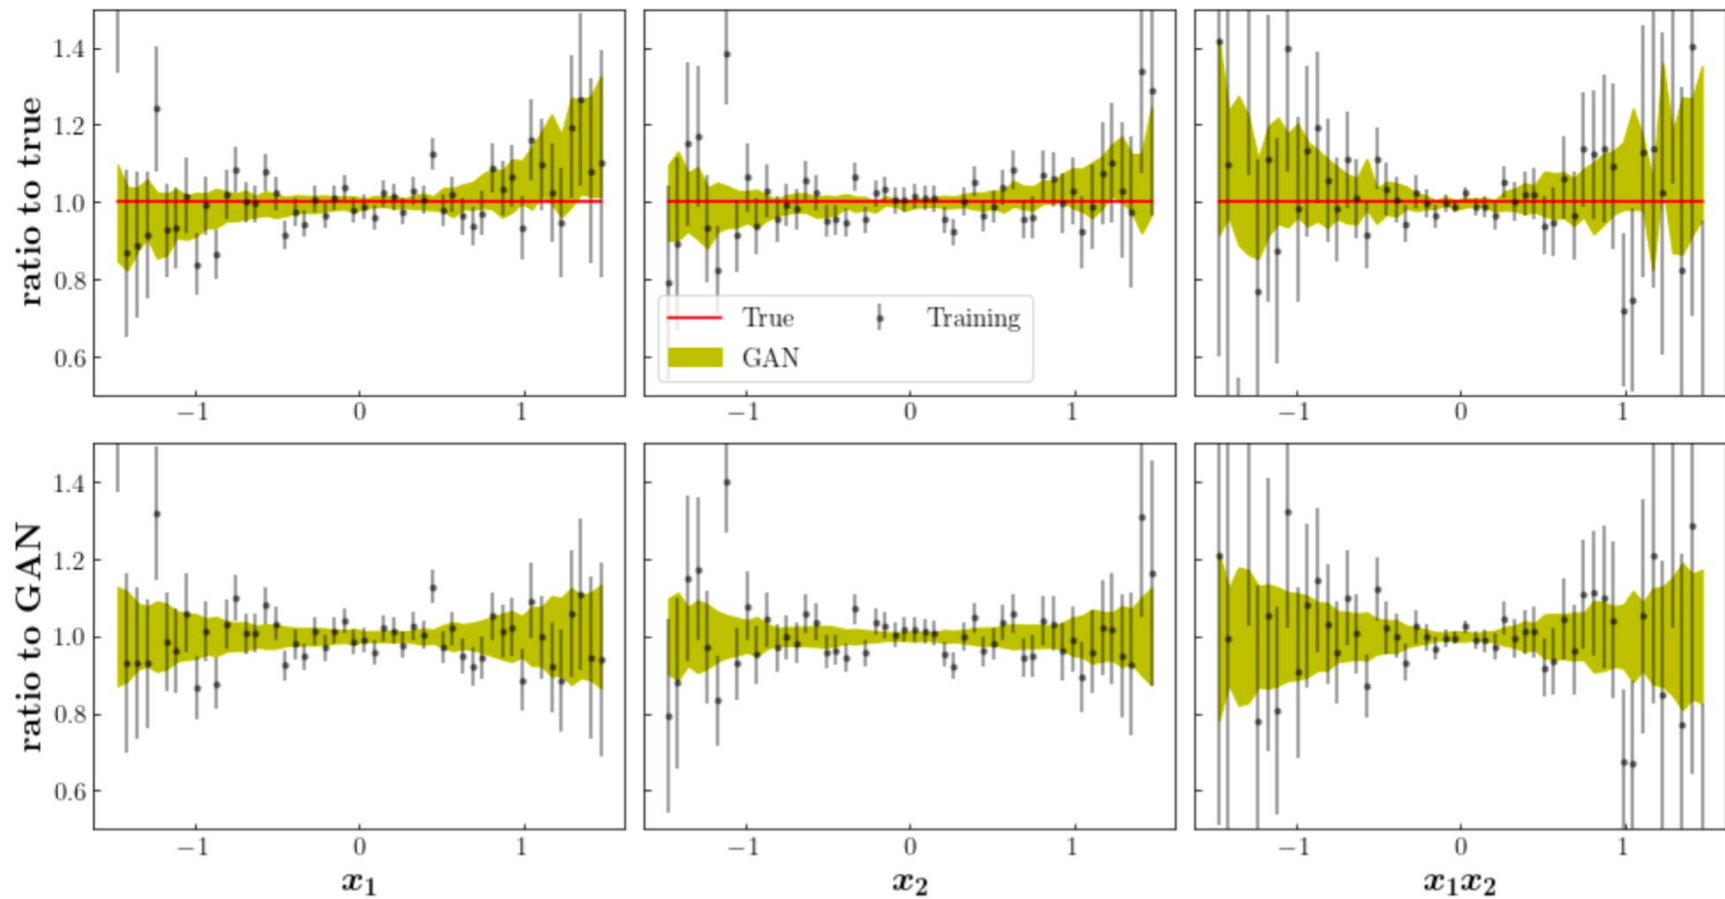 ratio to true
1.4
1.2
1.0
0.8
0.6
True
Training
GAN
−1 0 1
−1 0 1
−1 0 1
ratio to GAN
1.4
1.2
1.0
0.8
0.6
−1 0 1
−1 0 1
−1 0 1
x₁
x₂
x₁x₂